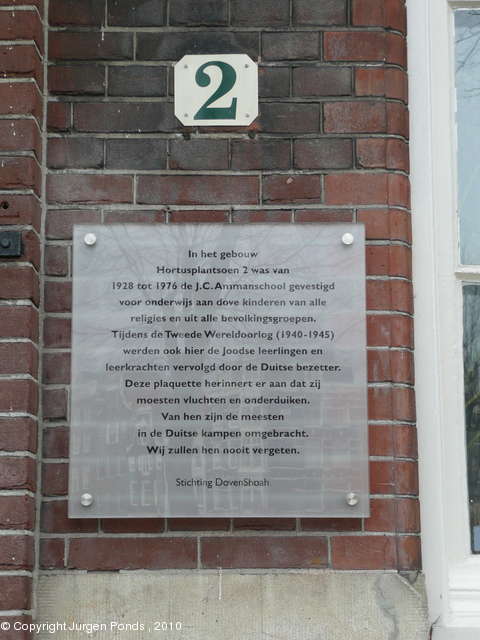 2
In het gebouw
Hortusplantsoen 2 was van
1928 tot 1976 de J.C. Ammanschool gevestigd
voor onderwijs aan dove kinderen van alle
religies en uit alle bevolkingsgroepen.
Tijdens de Tweede Wereldoorlog (1940-1945)
werden ook hier de Joodse leerlingen en
leerkrachten vervolgd door de Duitse bezetter.
Deze plaquette herinnert er aan dat zij
moesten vluchten en onderduiken.
Van hen zijn de meesten
in de Duitse kampen omgebracht.
Wij zullen hen nooit vergeten.
Stichting DovenShoah
© Copyright Jurgen Ponds , 2010